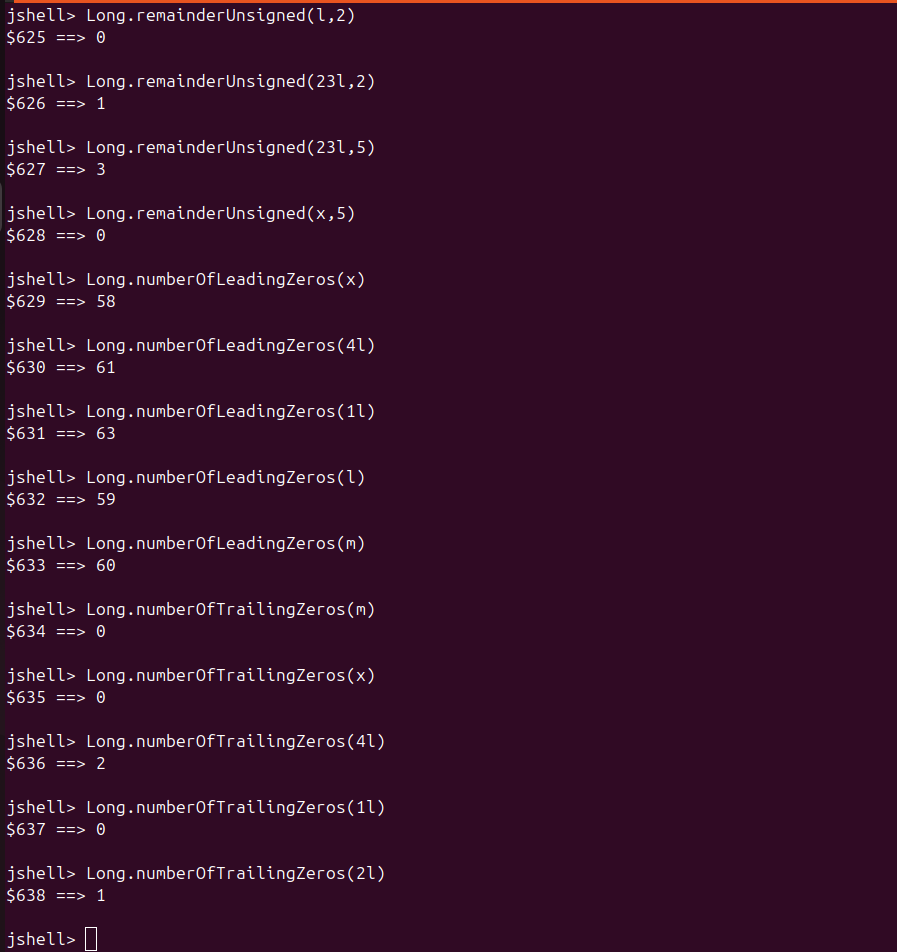 jshell> Long.remainderUnsigned(l,2)
$625 ==> 0
jshell> Long.remainderUnsigned(23l,2)
$626 ==> 1
jshell> Long.remainderUnsigned(23l,5)
$627 ==> 3
jshell> Long.remainderUnsigned(x,5)
$628 ==> 0
jshell> Long.numberOfLeadingZeros(x)
$629 ==> 58
jshell> Long.numberOfLeadingZeros(4l)
$630 ==> 61
jshell> Long.numberOfLeadingZeros(1l)
$631 ==> 63
jshell> Long.numberOfLeadingZeros(l)
$632 ==> 59
jshell> Long.numberOfLeadingZeros(m)
$633 ==> 60
jshell> Long.numberOfTrailingZeros(m)
$634 ==> 0
jshell> Long.numberOfTrailingZeros(x)
$635 ==> 0
jshell> Long.numberOfTrailingZeros(4l)
$636 ==> 2
jshell> Long.numberOfTrailingZeros(1l)
$637 ==> 0
jshell> Long.numberOfTrailingZeros(2l)
$638 ==> 1
jshell>